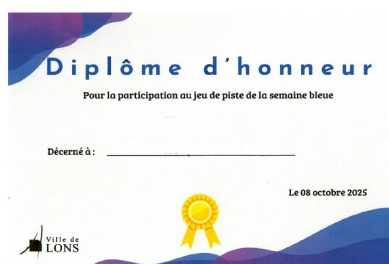 Diplôme d'honneur
Pour la participation au jeu de piste de la semaine bleue
Décerné à :
Le 08 octobre 2025
Ville de
LONS